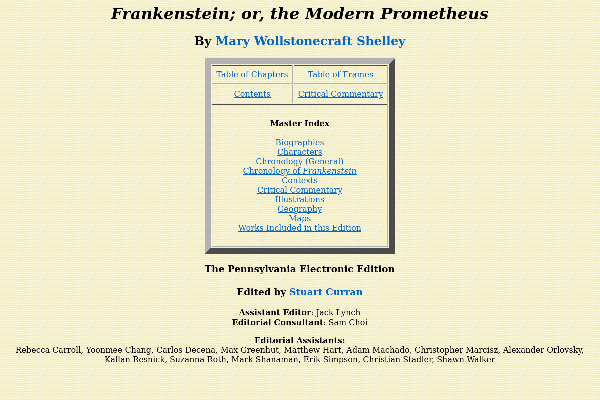 Frankenstein; or, the Modern Prometheus
By Mary Wollstonecraft Shelley
Table of Chapters Table of Frames
Contents Critical Commentary
Master Index
Biographies
Characters
Chronology (General)
Chronology of Frankenstein
Contexts
Critical Commentary
Illustrations
Geography
Maps
Works Included in this Edition
The Pennsylvania Electronic Edition
Edited by Stuart Curran
Assistant Editor: Jack Lynch
Editorial Consultant: Sam Choi
Editorial Assistants:
Rebecca Carroll, Yoonmee Chang, Carlos Decena, Max Greenhut, Matthew Hart, Adam Machado, Christopher Marcisz, Alexander Orlovsky,
Kallan Resnick, Suzanna Roth, Mark Shanaman, Erik Simpson, Christian Stadler, Shawn Walker